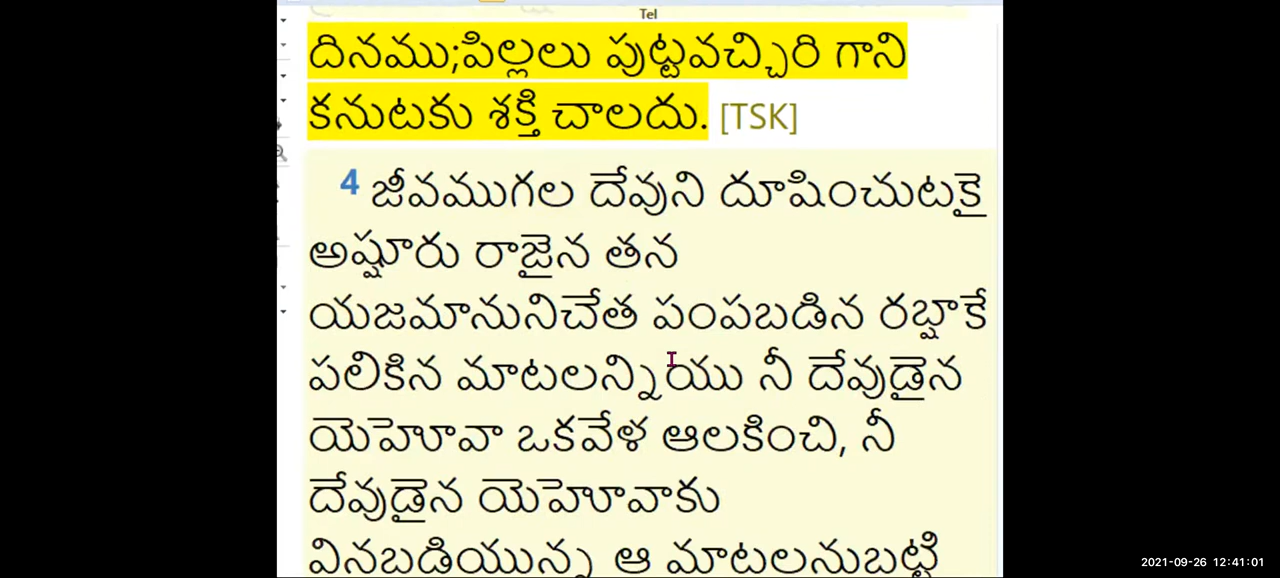 Tel
దినము;పిల్లలు పుట్టవచ్చిరి గాని
కనుటకు శక్తి చాలదు. [TSK]
4 జీవముగల దేవుని దూషించుటకై
అష్షూరు రాజైన తన
యజమానునిచేత పంపబడిన రబ్షాకే
పలికిన మాటలన్నియు నీ దేవుడైన
యెహెూవా ఒకవేళ ఆలకించి, నీ
దేవుడైన యెహెూవాకు
వినబడియున్న ఆ మాటలనుబట్టి
2021-09-26 12:41:01